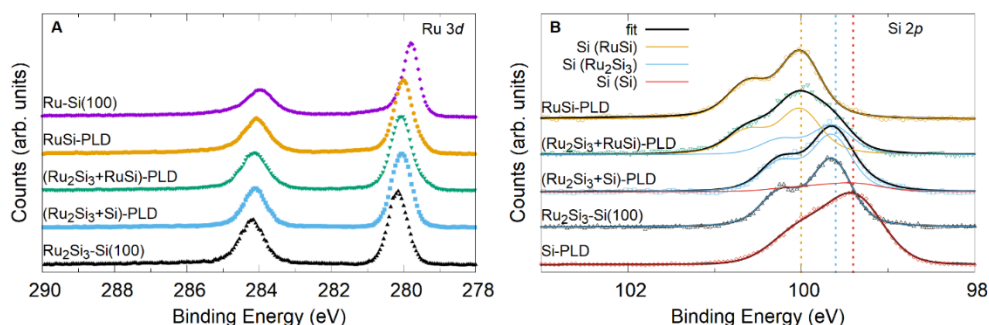 A
Ru 3d
Counts (arb. units)
Ru-Si(100)
RuSi-PLD
(Ru₂Si₃+RuSi)-PLD
(Ru₂Si₃+Si)-PLD
Ru₂Si₃-Si(100)
290 288 286 284 282 280 278
Binding Energy (eV)
B
Si 2p
fit
Si (RuSi)
Si (Ru₂Si₃)
Si (Si)
Counts (arb. units)
RuSi-PLD
(Ru₂Si₃+RuSi)-PLD
(Ru₂Si₃+Si)-PLD
Ru₂Si₃-Si(100)
Si-PLD
102 100 98
Binding Energy (eV)